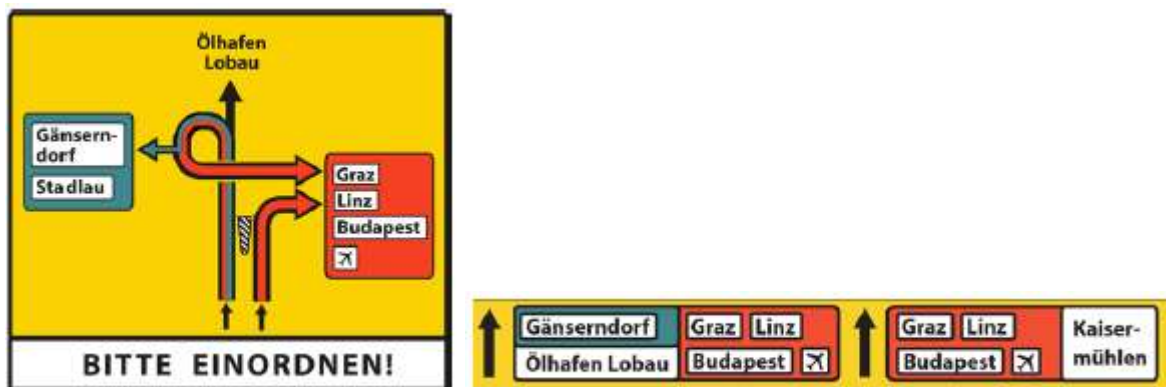 Ölhafen
Lobau
Gämsern-
dorf
Stadlau
Graz
Linz
Budapest
BITTE EINORDNEN!
Gänserndorf
Ölhafen Lobau
Graz Linz
Budapest
Graz Linz
Budapest
Kaiser-
mühlen